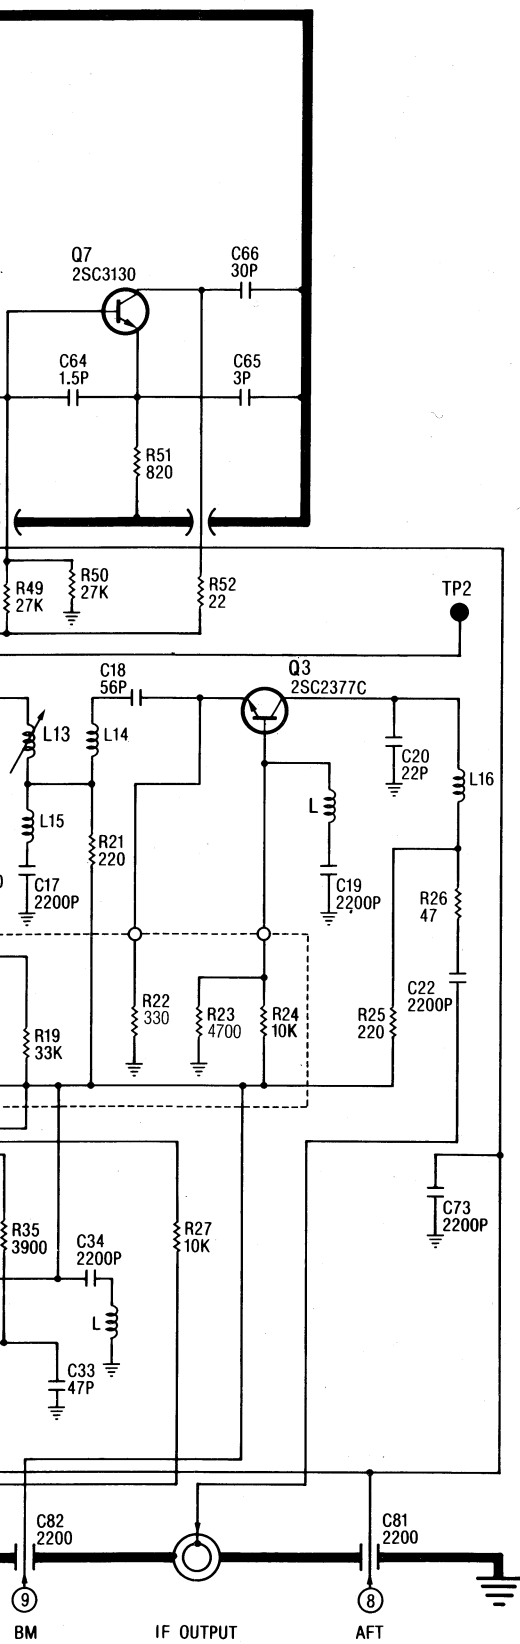 Q7
2SC3130
C66
30P
C64
1.5P
C65
3P
R51
820
R49
27K
R50
27K
R52
22
TP2
C18
56P
Q3
2SC2377C
L13
L14
C20
22P
L16
L15
R21
220
L
C17
2200P
C19
2200P
R26
47
C22
2200P
R22
330
R23
4700
R24
10K
R25
220
R19
33K
C73
2200P
R35
3900
C34
2200P
R27
10K
L
C33
47P
C82
2200
C81
2200
9
8
BM
IF OUTPUT
AFT